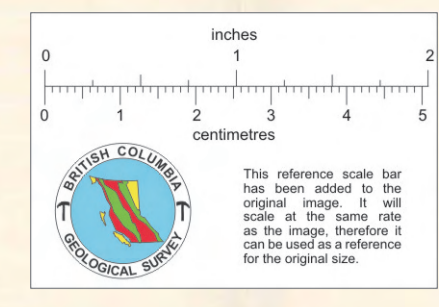 inches
0 1 2
0 1 2 3 4 5
centimetres
BRITISH COLUMBIA
GEOLOGICAL SURVEY
This reference scale bar
has been added to the
original image. It will
scale at the same rate
as the image, therefore it
can be used as a reference
for the original size.